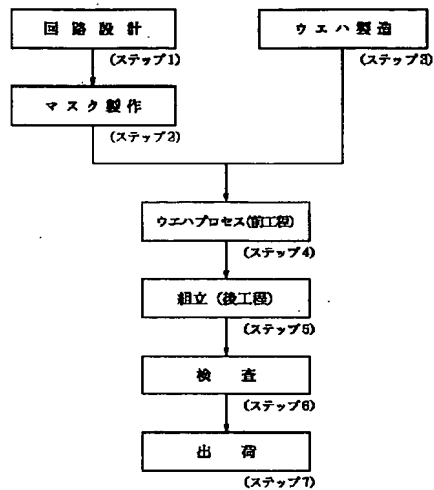 回路設計
(ステップ1)
ウエハ製造
(ステップ3)
マスク製作
(ステップ2)
ウエハプロセス(前工程)
(ステップ4)
組立(後工程)
(ステップ5)
検査
(ステップ6)
出荷
(ステップ7)